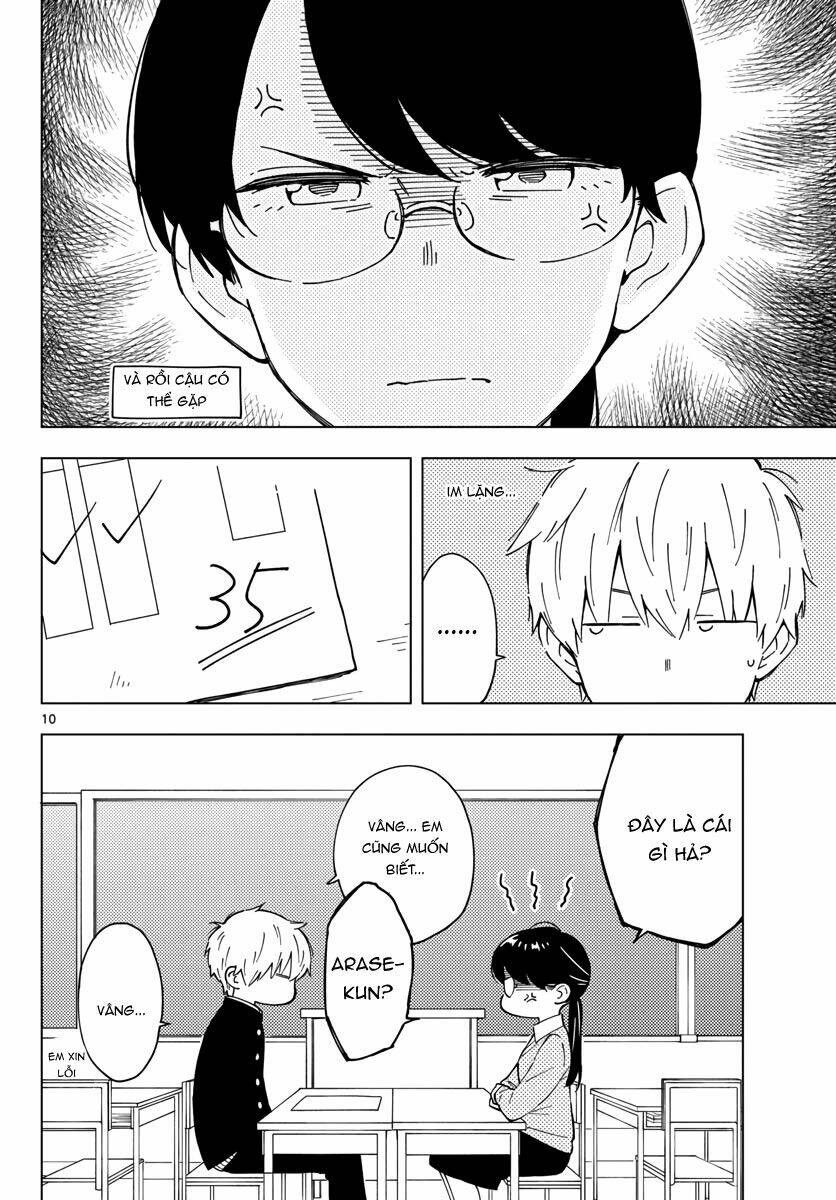 VÀ RỒI CẬU CÓ
THỂ GẶP
IM LẶNG...
......
35
10
ĐÂY LÀ CÁI
GÌ HẢ?
VÂNG... EM
CŨNG MUỐN
BIẾT...
ARASE-
KUN?
VÂNG...
EM XIN
LỖI